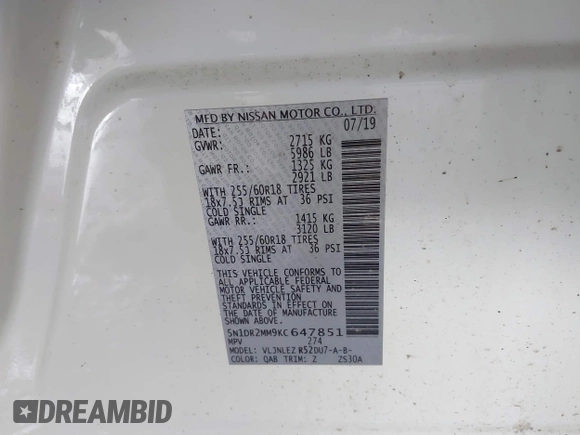 MFD BY NISSAN MOTOR CO., LTD.
DATE: 07/19
GVWR: 2715 KG
5986 LB
GAWR FR.: 1325 KG
2921 LB
WITH 255/60R18 TIRES
18x7.5J RIMS AT 36 PSI
COLD SINGLE
GAWR RR.: 1415 KG
3120 LB
WITH 255/60R18 TIRES
18x7.5J RIMS AT 36 PSI
COLD SINGLE
THIS VEHICLE CONFORMS TO
ALL APPLICABLE FEDERAL
MOTOR VEHICLE SAFETY AND
THEFT PREVENTION
STANDARDS IN EFFECT ON
THE DATE OF MANUFACTURE
SHOWN ABOVE.
5N1DR2MM9KC647851
MPV 274
MODEL: VLJNLEZ R52DU7-A-B-
COLOR: QAB TRIM: Z ZS30A
DREAMBID